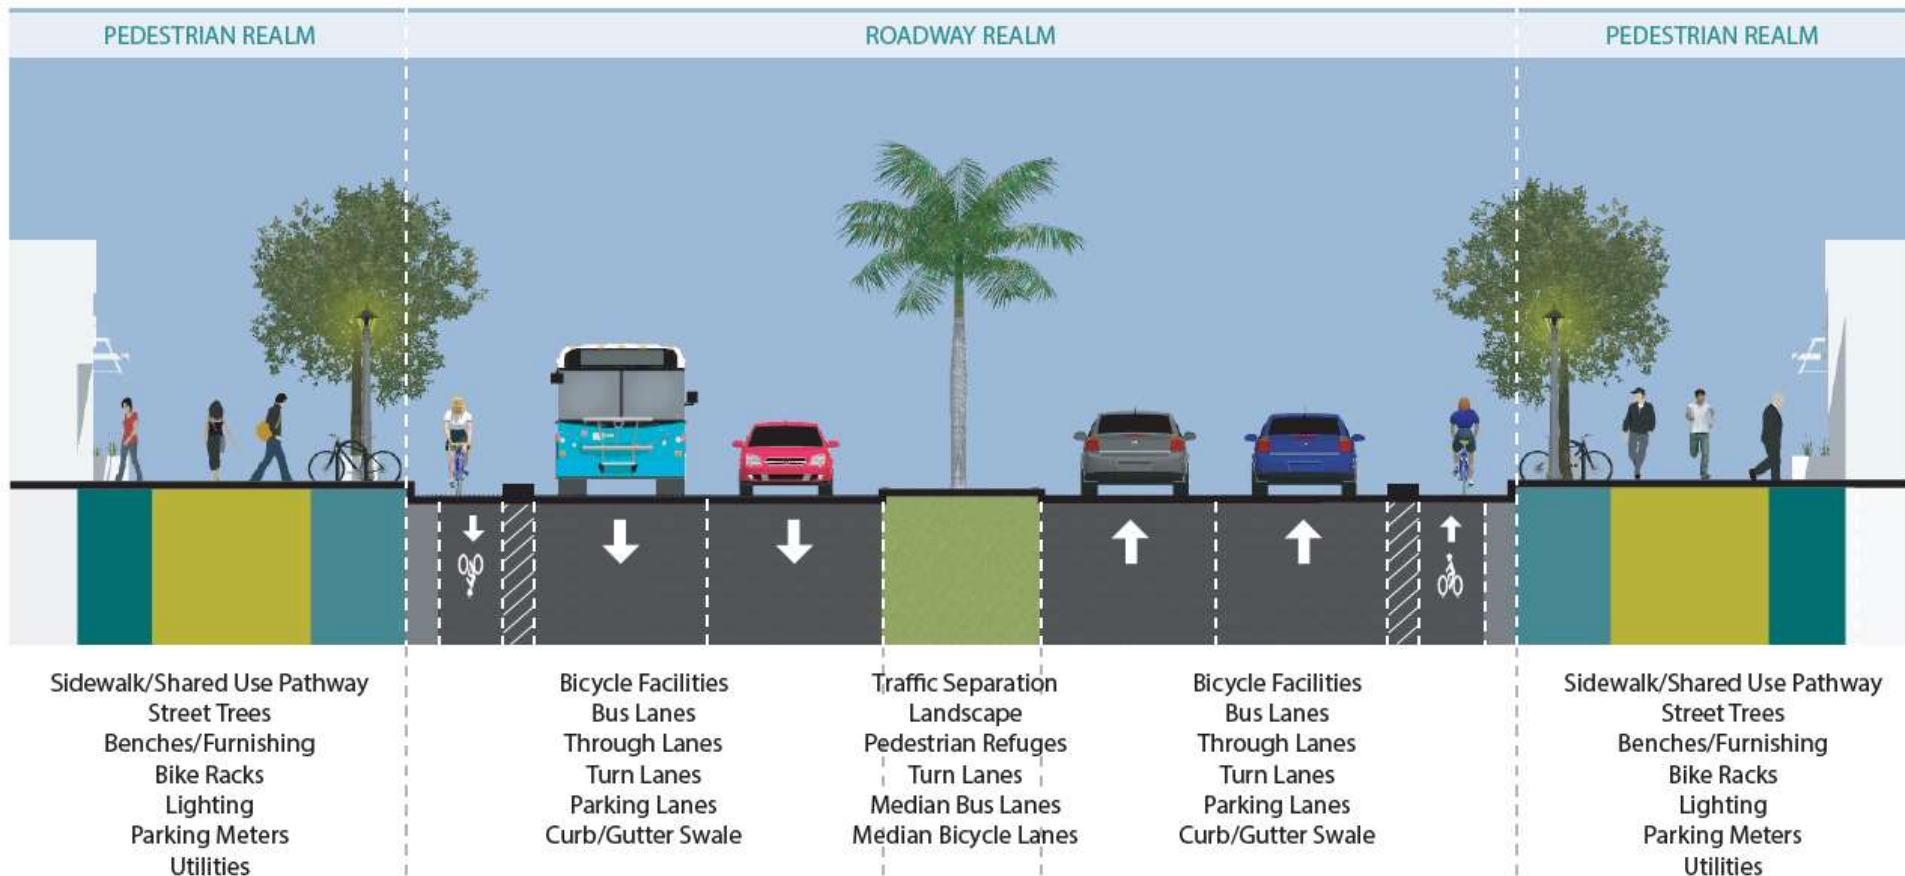 PEDESTRIAN REALM
ROADWAY REALM
PEDESTRIAN REALM
Sidewalk/Shared Use Pathway
Street Trees
Benches/Furnishing
Bike Racks
Lighting
Parking Meters
Utilities
Bicycle Facilities
Bus Lanes
Through Lanes
Turn Lanes
Parking Lanes
Curb/Gutter Swale
Traffic Separation
Landscape
Pedestrian Refuges
Turn Lanes
Median Bus Lanes
Median Bicycle Lanes
Bicycle Facilities
Bus Lanes
Through Lanes
Turn Lanes
Parking Lanes
Curb/Gutter Swale
Sidewalk/Shared Use Pathway
Street Trees
Benches/Furnishing
Bike Racks
Lighting
Parking Meters
Utilities